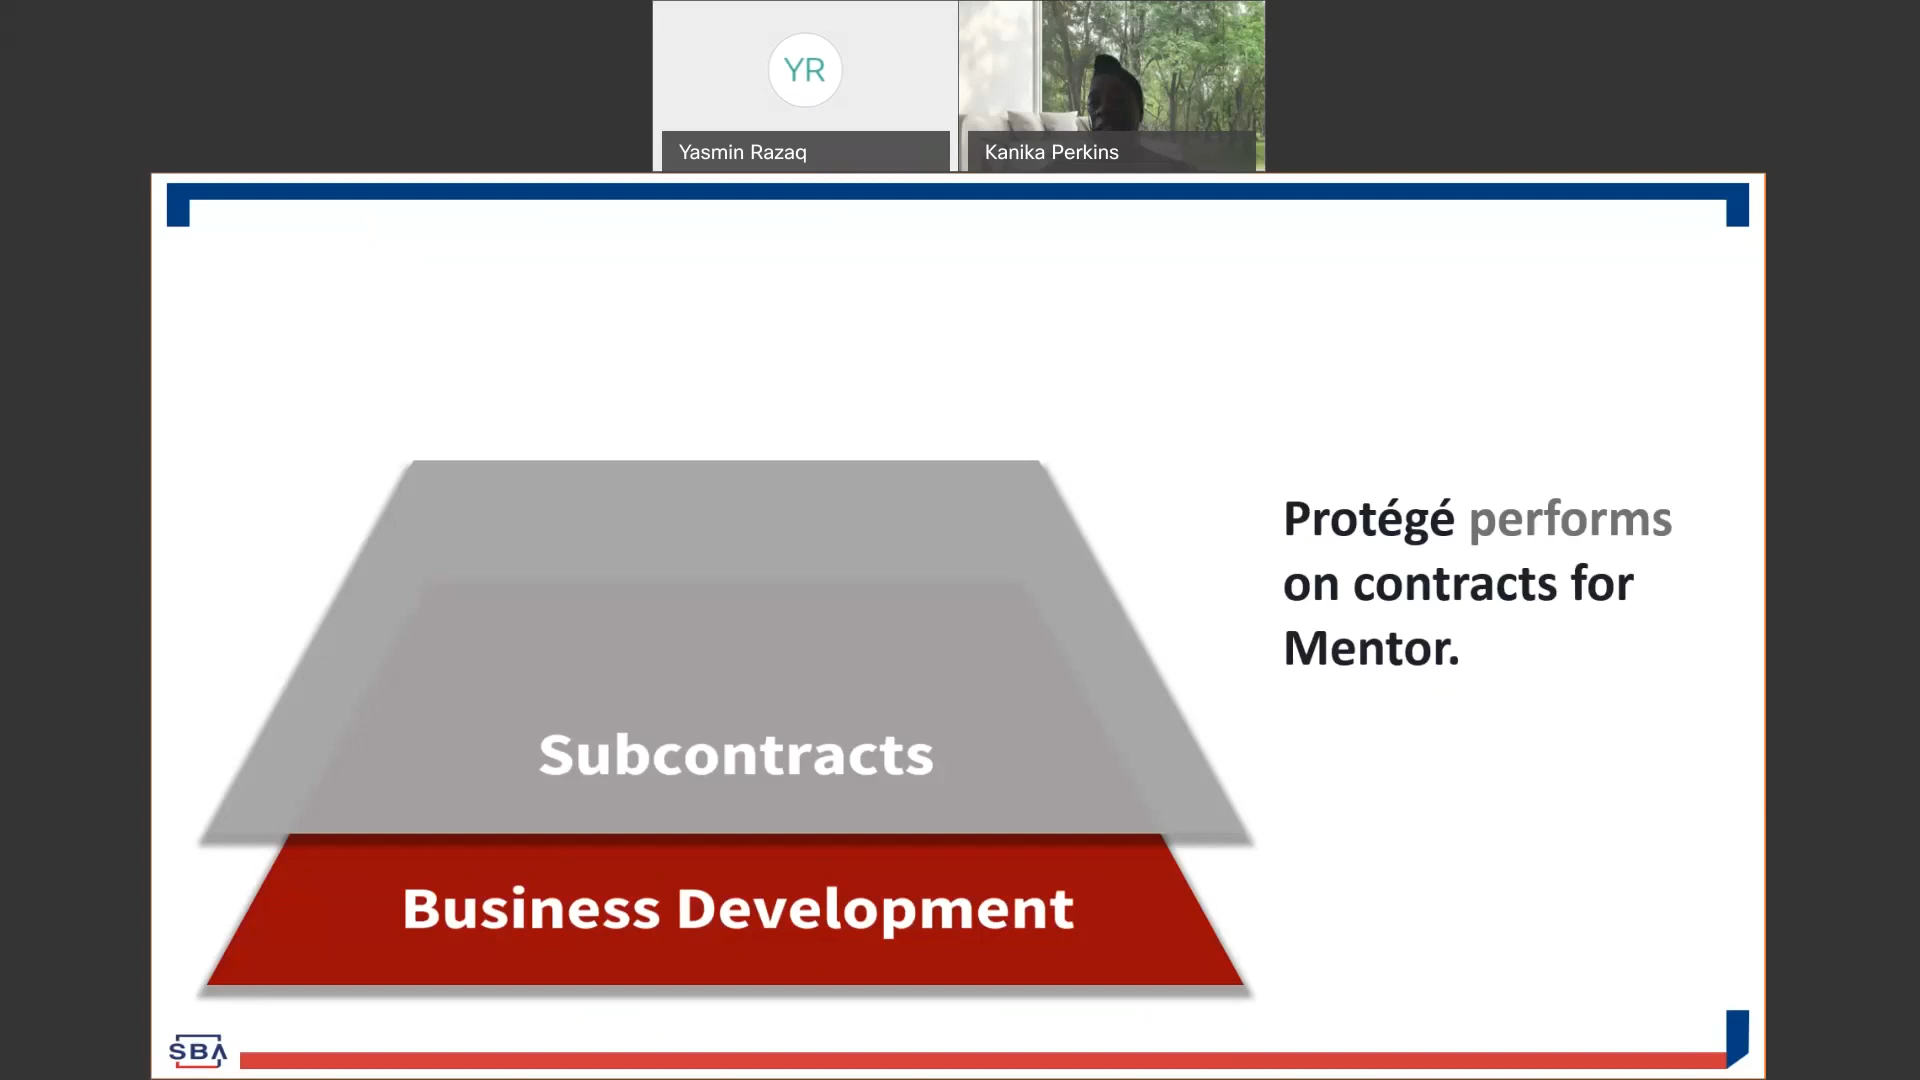 YR
Yasmin Razaq
Kanika Perkins
Protégé performs
on contracts for
Mentor.
Subcontracts
Business Development
SBA